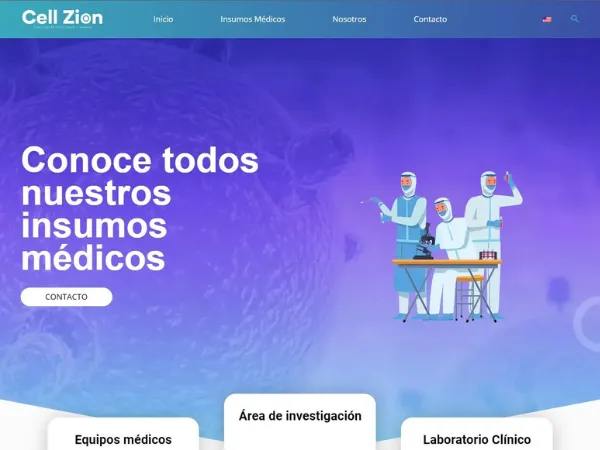 Cell Zion
Inicio
Insumos Médicos
Nosotros
Contacto
Conoce todos
nuestros
insumos
médicos
CONTACTO
Área de investigación
Equipos médicos
Laboratorio Clínico